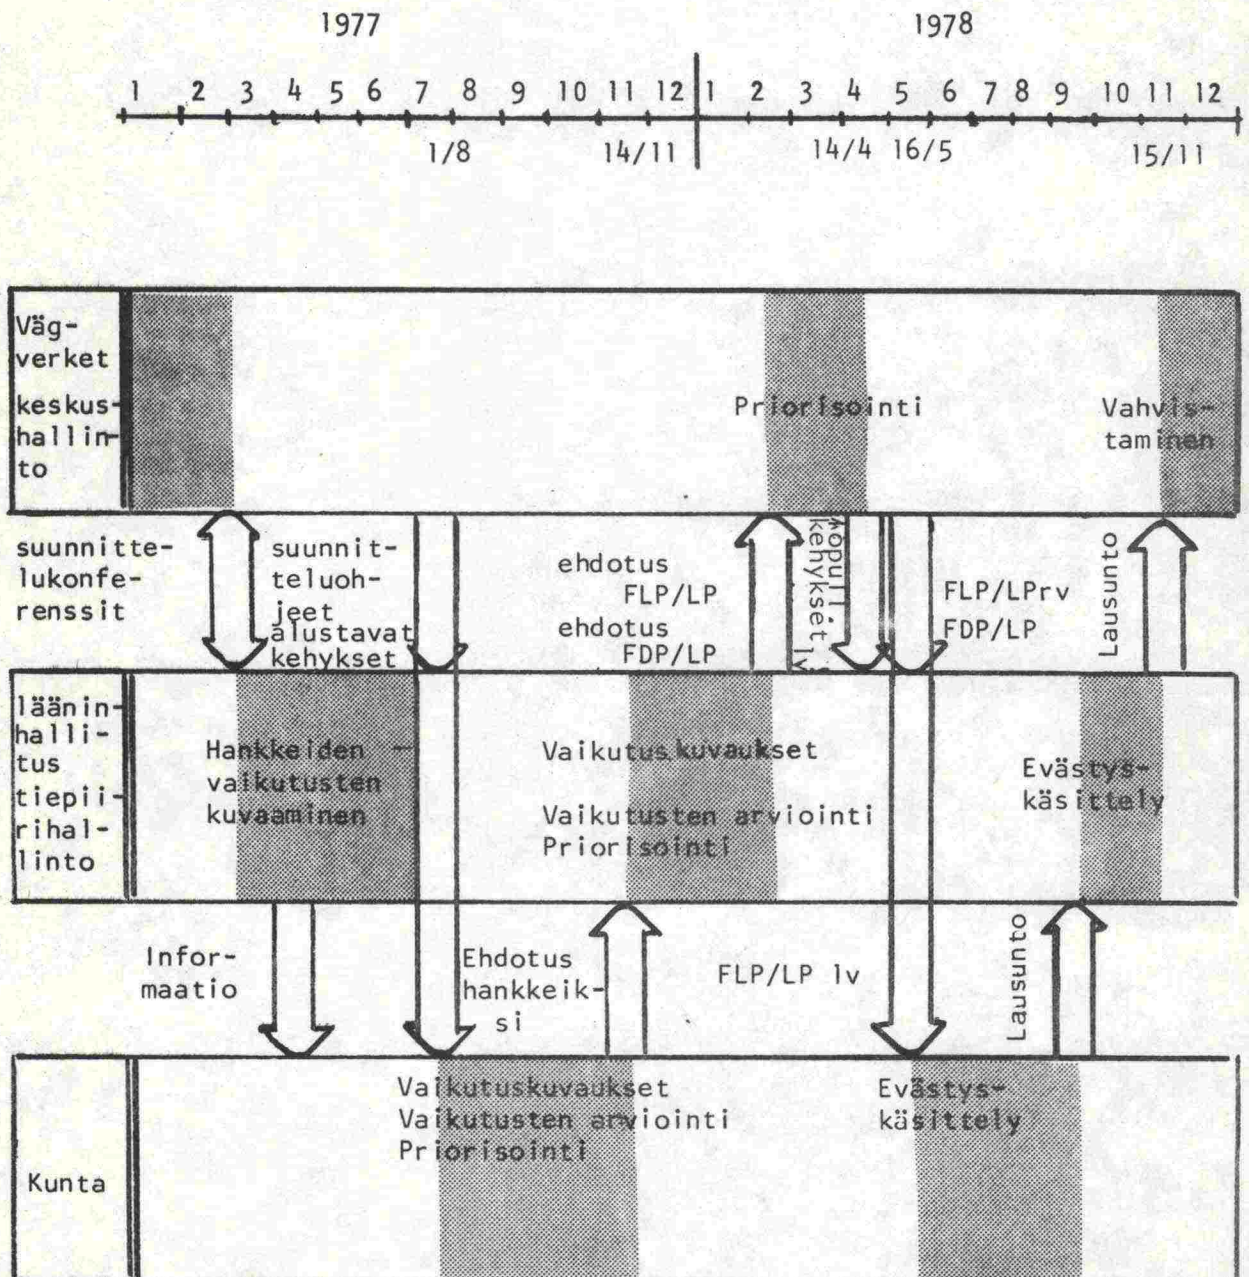 1977 1978
1 2 3 4 5 6 7 8 9 10 11 12 1 2 3 4 5 6 7 8 9 10 11 12
1/8 14/11 14/4 16/5 15/11
Väg-
verket
keskus-
hallin-
to
Priorisointi
Vahvis-
taminen
suunnitte-
lukonfe-
renssit
suunnit-
teluoh-
jeet
alustavat
kehykset
ehdotus
FLP/LP
ehdotus
FDP/LP
kehykset lv
FLP/LPrv
FDP/LP
Lausunto
läänin-
halli-
tus
tiepii-
rihal-
linto
Hankkeiden
vaikutusten
kuvaaminen
Vaikutuskuvaukset
Vaikutusten arviointi
Priorisointi
Evästys-
käsittely
Infor-
maatio
Ehdotus
hankkeik-
si
FLP/LP lv
Lausunto
Kunta
Vaikutuskuvaukset
Vaikutusten arviointi
Priorisointi
Evästys-
käsittely